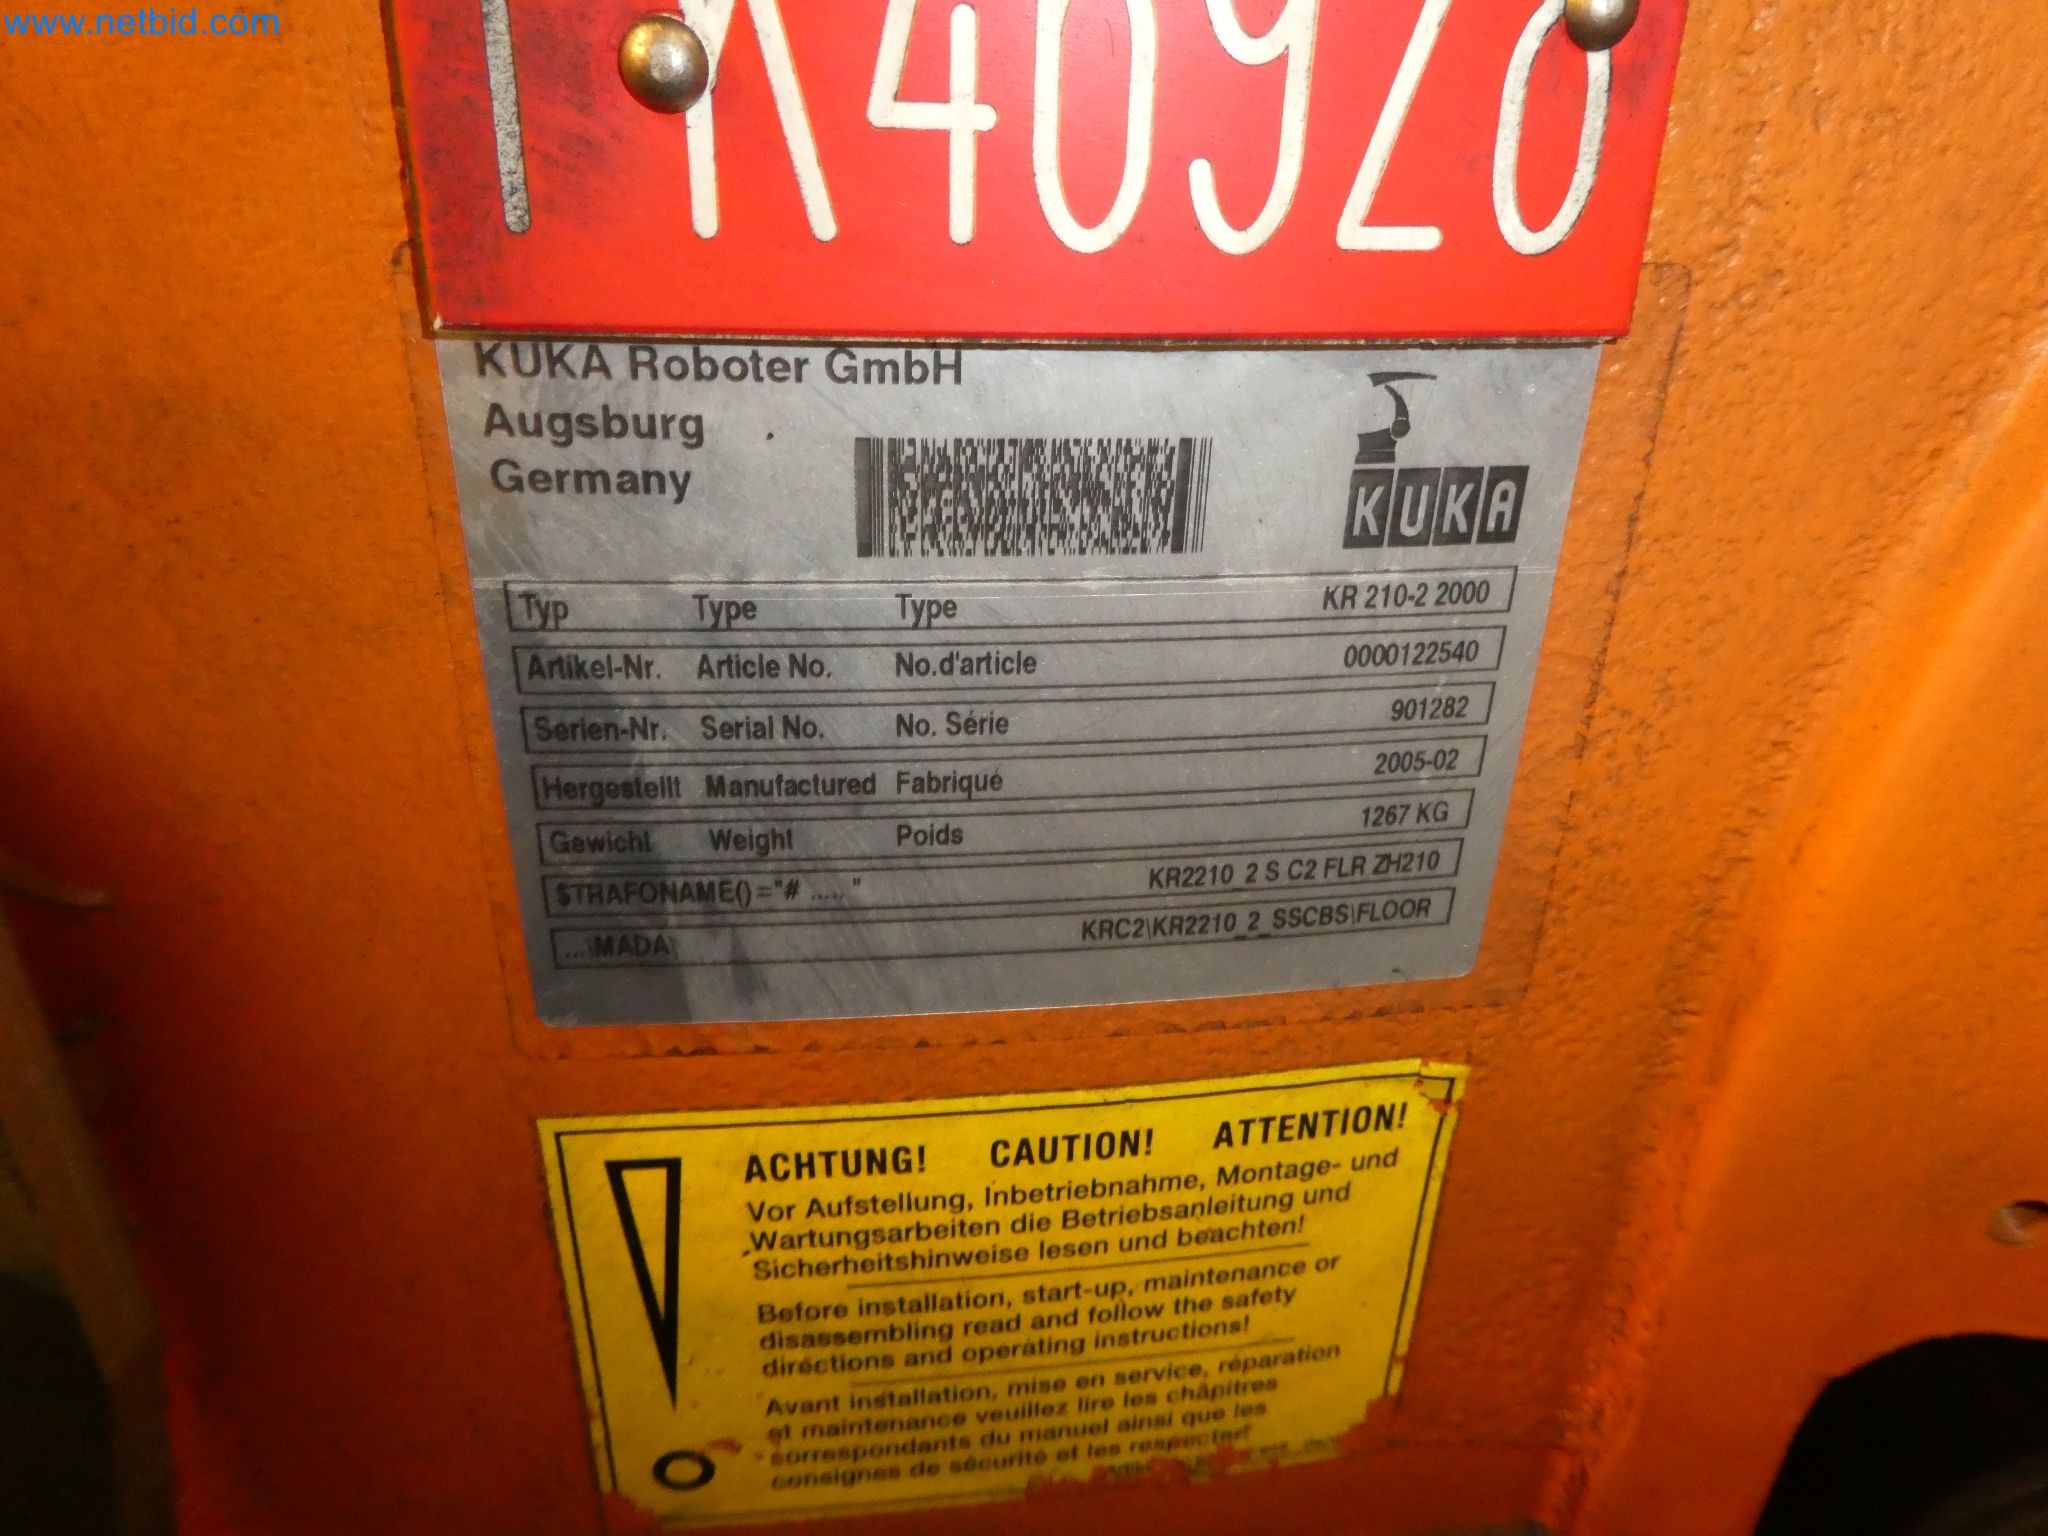 www.netbid.com
KUKA Roboter GmbH
Augsburg
Germany
KUKA
Typ Type Type KR 210-2 2000
Artikel-Nr. Article No. No.d'article 0000122540
Serien-Nr. Serial No. No. Série 901282
Hergestellt Manufactured Fabriqué 2005-02
Gewicht Weight Poids 1267 KG
$TRAFONAME()="# ....." KR2210_2 S C2 FLR ZH210
...\MADA\ KRC2\KR2210_2_SSCBS\FLOOR
ACHTUNG! CAUTION! ATTENTION!
Vor Aufstellung, Inbetriebnahme, Montage- und
Wartungsarbeiten die Betriebsanleitung und
Sicherheitshinweise lesen und beachten!
Before installation, start-up, maintenance or
disassembling read and follow the safety
directions and operating instructions!
Avant installation, mise en service, réparation
et maintenance veuillez lire les châpitres
correspondants du manuel ainsi que les
consignes de sécurité et les respecter!